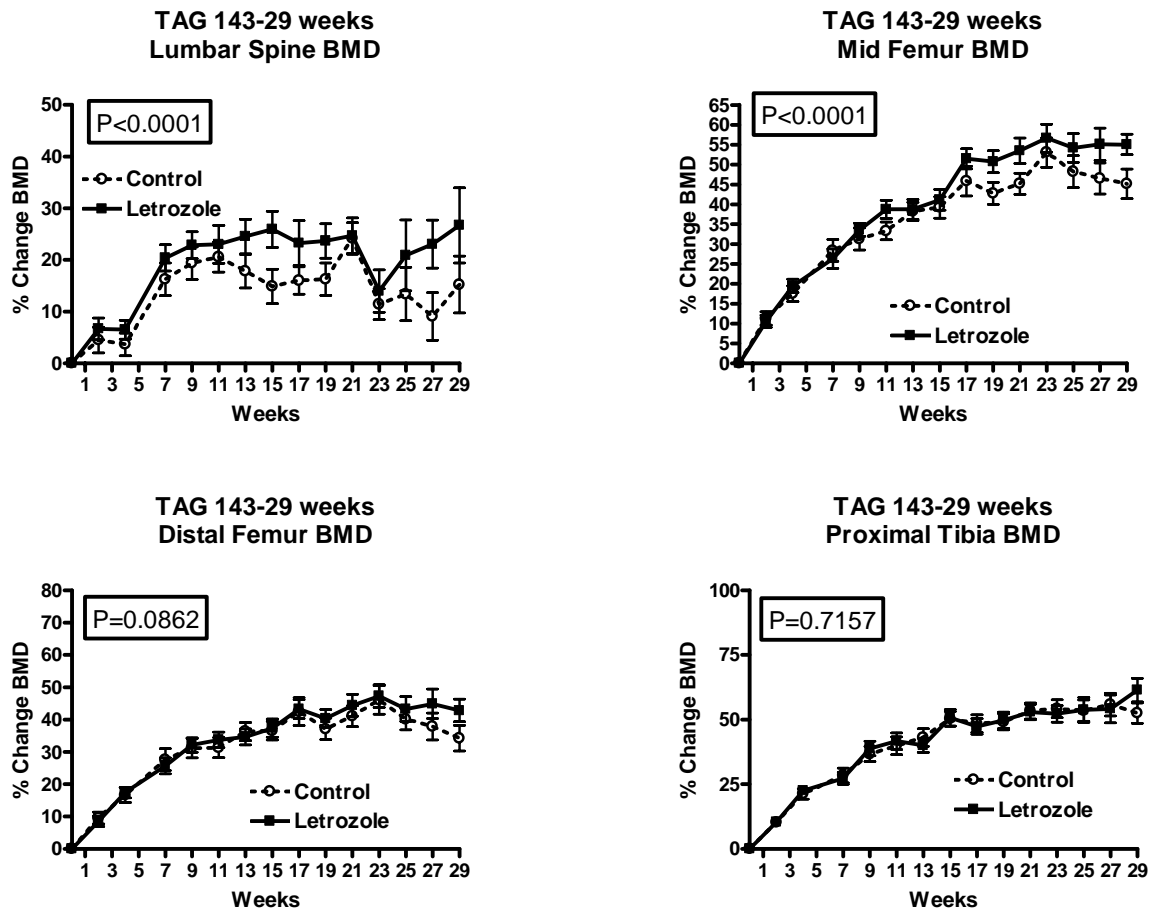 TAG 143-29 weeks
Lumbar Spine BMD
50
40
30
20
10
0
% Change BMD
P<0.0001
Control
Letrozole
1 3 5 7 9 11 13 15 17 19 21 23 25 27 29
Weeks
TAG 143-29 weeks
Mid Femur BMD
65
60
55
50
45
40
35
30
25
20
15
10
5
0
% Change BMD
P<0.0001
Control
Letrozole
1 3 5 7 9 11 13 15 17 19 21 23 25 27 29
Weeks
TAG 143-29 weeks
Distal Femur BMD
80
70
60
50
40
30
20
10
0
% Change BMD
P=0.0862
Control
Letrozole
1 3 5 7 9 11 13 15 17 19 21 23 25 27 29
Weeks
TAG 143-29 weeks
Proximal Tibia BMD
100
75
50
25
0
% Change BMD
P=0.7157
Control
Letrozole
1 3 5 7 9 11 13 15 17 19 21 23 25 27 29
Weeks